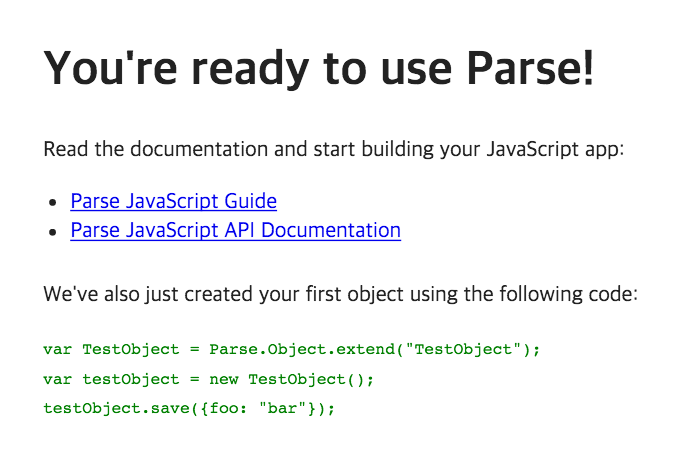 You're ready to use Parse!
Read the documentation and start building your JavaScript app:
• Parse JavaScript Guide
• Parse JavaScript API Documentation
We've also just created your first object using the following code:
var TestObject = Parse.Object.extend("TestObject");
var testObject = new TestObject();
testObject.save({foo: "bar"});